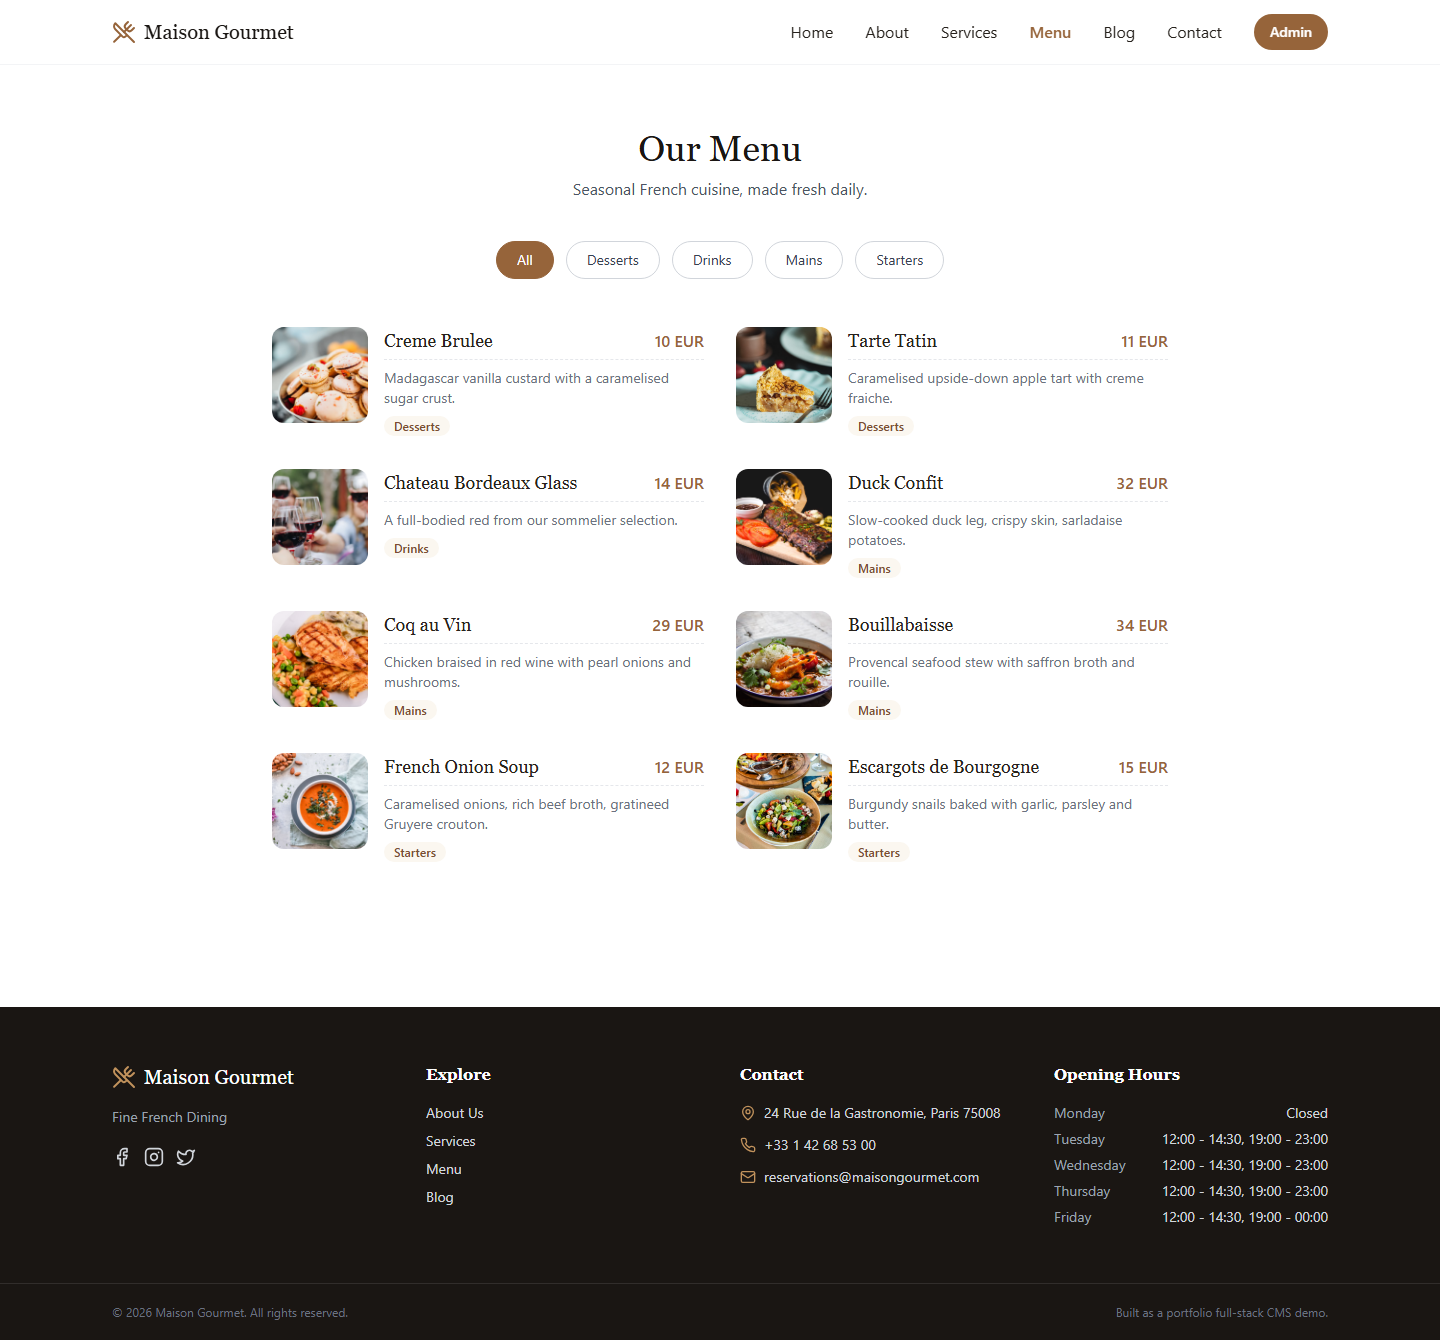 Maison Gourmet
Home
About
Services
Menu
Blog
Contact
Admin
Our Menu
Seasonal French cuisine, made fresh daily.
All
Desserts
Drinks
Mains
Starters
Creme Brulee
10 EUR
Madagascar vanilla custard with a caramelised
sugar crust.
Desserts
Tarte Tatin
11 EUR
Caramelised upside-down apple tart with creme
fraiche.
Desserts
Chateau Bordeaux Glass
14 EUR
A full-bodied red from our sommelier selection.
Drinks
Duck Confit
32 EUR
Slow-cooked duck leg, crispy skin, sarladaise
potatoes.
Mains
Coq au Vin
29 EUR
Chicken braised in red wine with pearl onions and
mushrooms.
Mains
Bouillabaisse
34 EUR
Provencal seafood stew with saffron broth and
rouille.
Mains
French Onion Soup
12 EUR
Caramelised onions, rich beef broth, gratineed
Gruyere crouton.
Starters
Escargots de Bourgogne
15 EUR
Burgundy snails baked with garlic, parsley and
butter.
Starters
Maison Gourmet
Fine French Dining
Explore
About Us
Services
Menu
Blog
Contact
24 Rue de la Gastronomie, Paris 75008
+33 1 42 68 53 00
reservations@maisongourmet.com
Opening Hours
Monday Closed
Tuesday 12:00 - 14:30, 19:00 - 23:00
Wednesday 12:00 - 14:30, 19:00 - 23:00
Thursday 12:00 - 14:30, 19:00 - 23:00
Friday 12:00 - 14:30, 19:00 - 00:00
© 2026 Maison Gourmet. All rights reserved.
Built as a portfolio full-stack CMS demo.